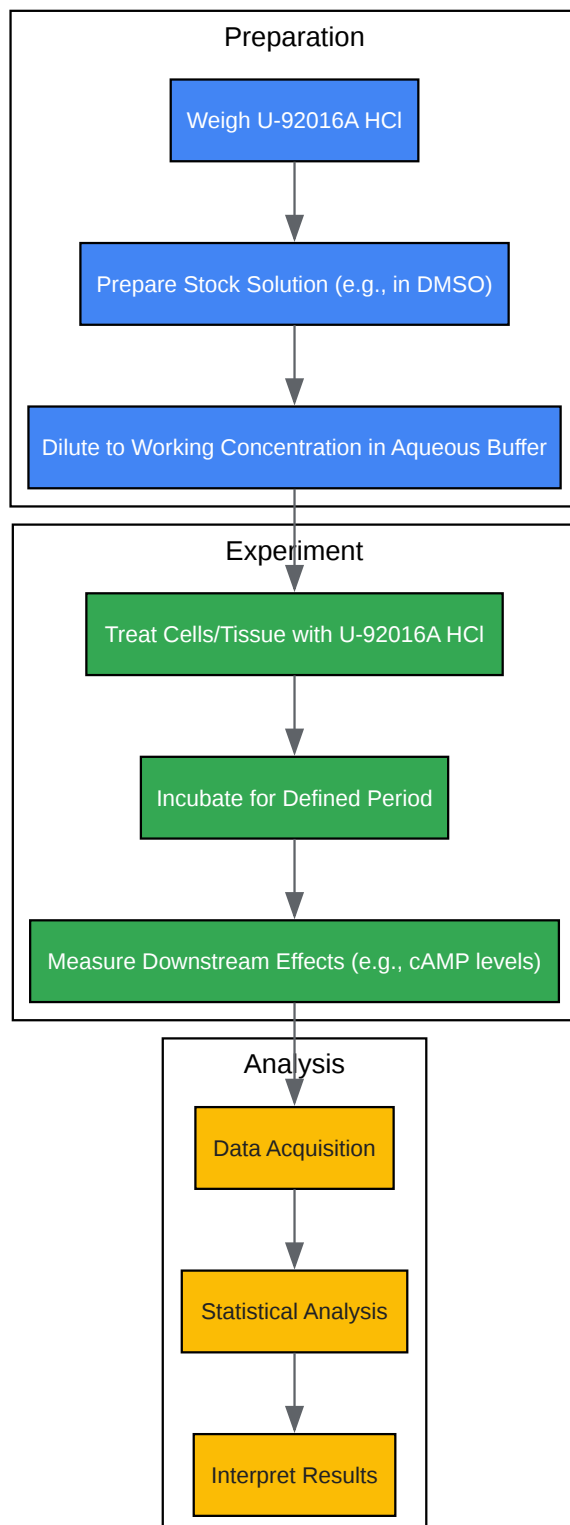 Preparation
Weigh U-92016A HCl
Prepare Stock Solution (e.g., in DMSO)
Dilute to Working Concentration in Aqueous Buffer
Experiment
Treat Cells/Tissue with U-92016A HCl
Incubate for Defined Period
Measure Downstream Effects (e.g., cAMP levels)
Analysis
Data Acquisition
Statistical Analysis
Interpret Results